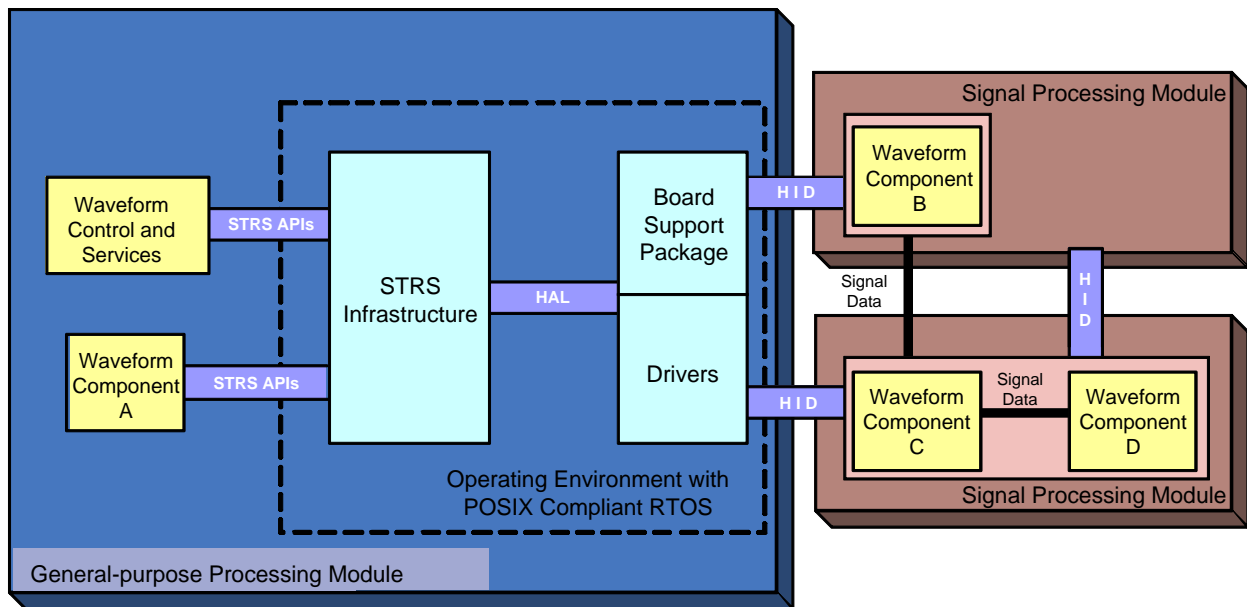 Waveform
Control and
Services
STRS APIs
Waveform
Component
A
STRS APIs
STRS
Infrastructure
HAL
Board
Support
Package
Drivers
Operating Environment with
POSIX Compliant RTOS
General-purpose Processing Module
H I D
H I D
Signal Processing Module
Waveform
Component
B
Signal
Data
H
I
D
Waveform
Component
C
Signal
Data
Waveform
Component
D
Signal Processing Module